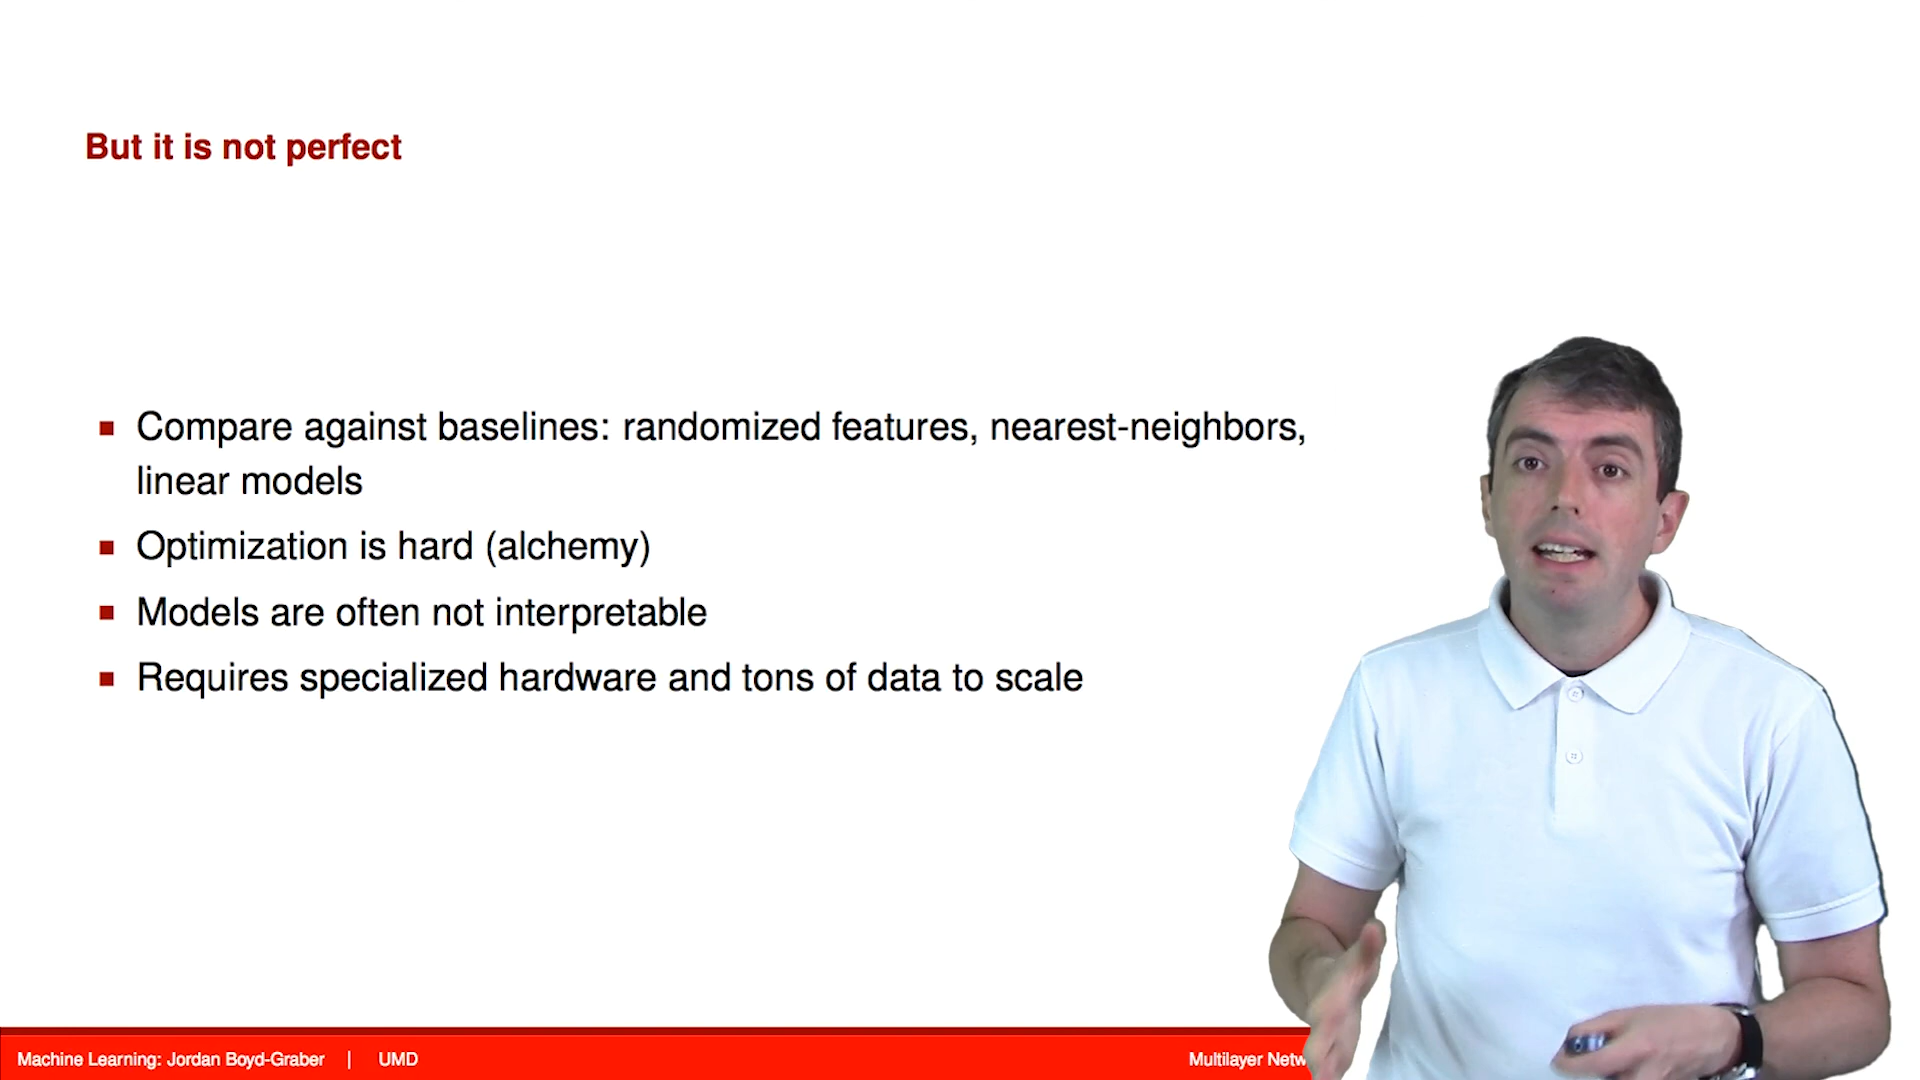 But it is not perfect
Compare against baselines: randomized features, nearest-neighbors,
linear models
Optimization is hard (alchemy)
Models are often not interpretable
Requires specialized hardware and tons of data to scale
Machine Learning: Jordan Boyd-Graber | UMD
Multilayer